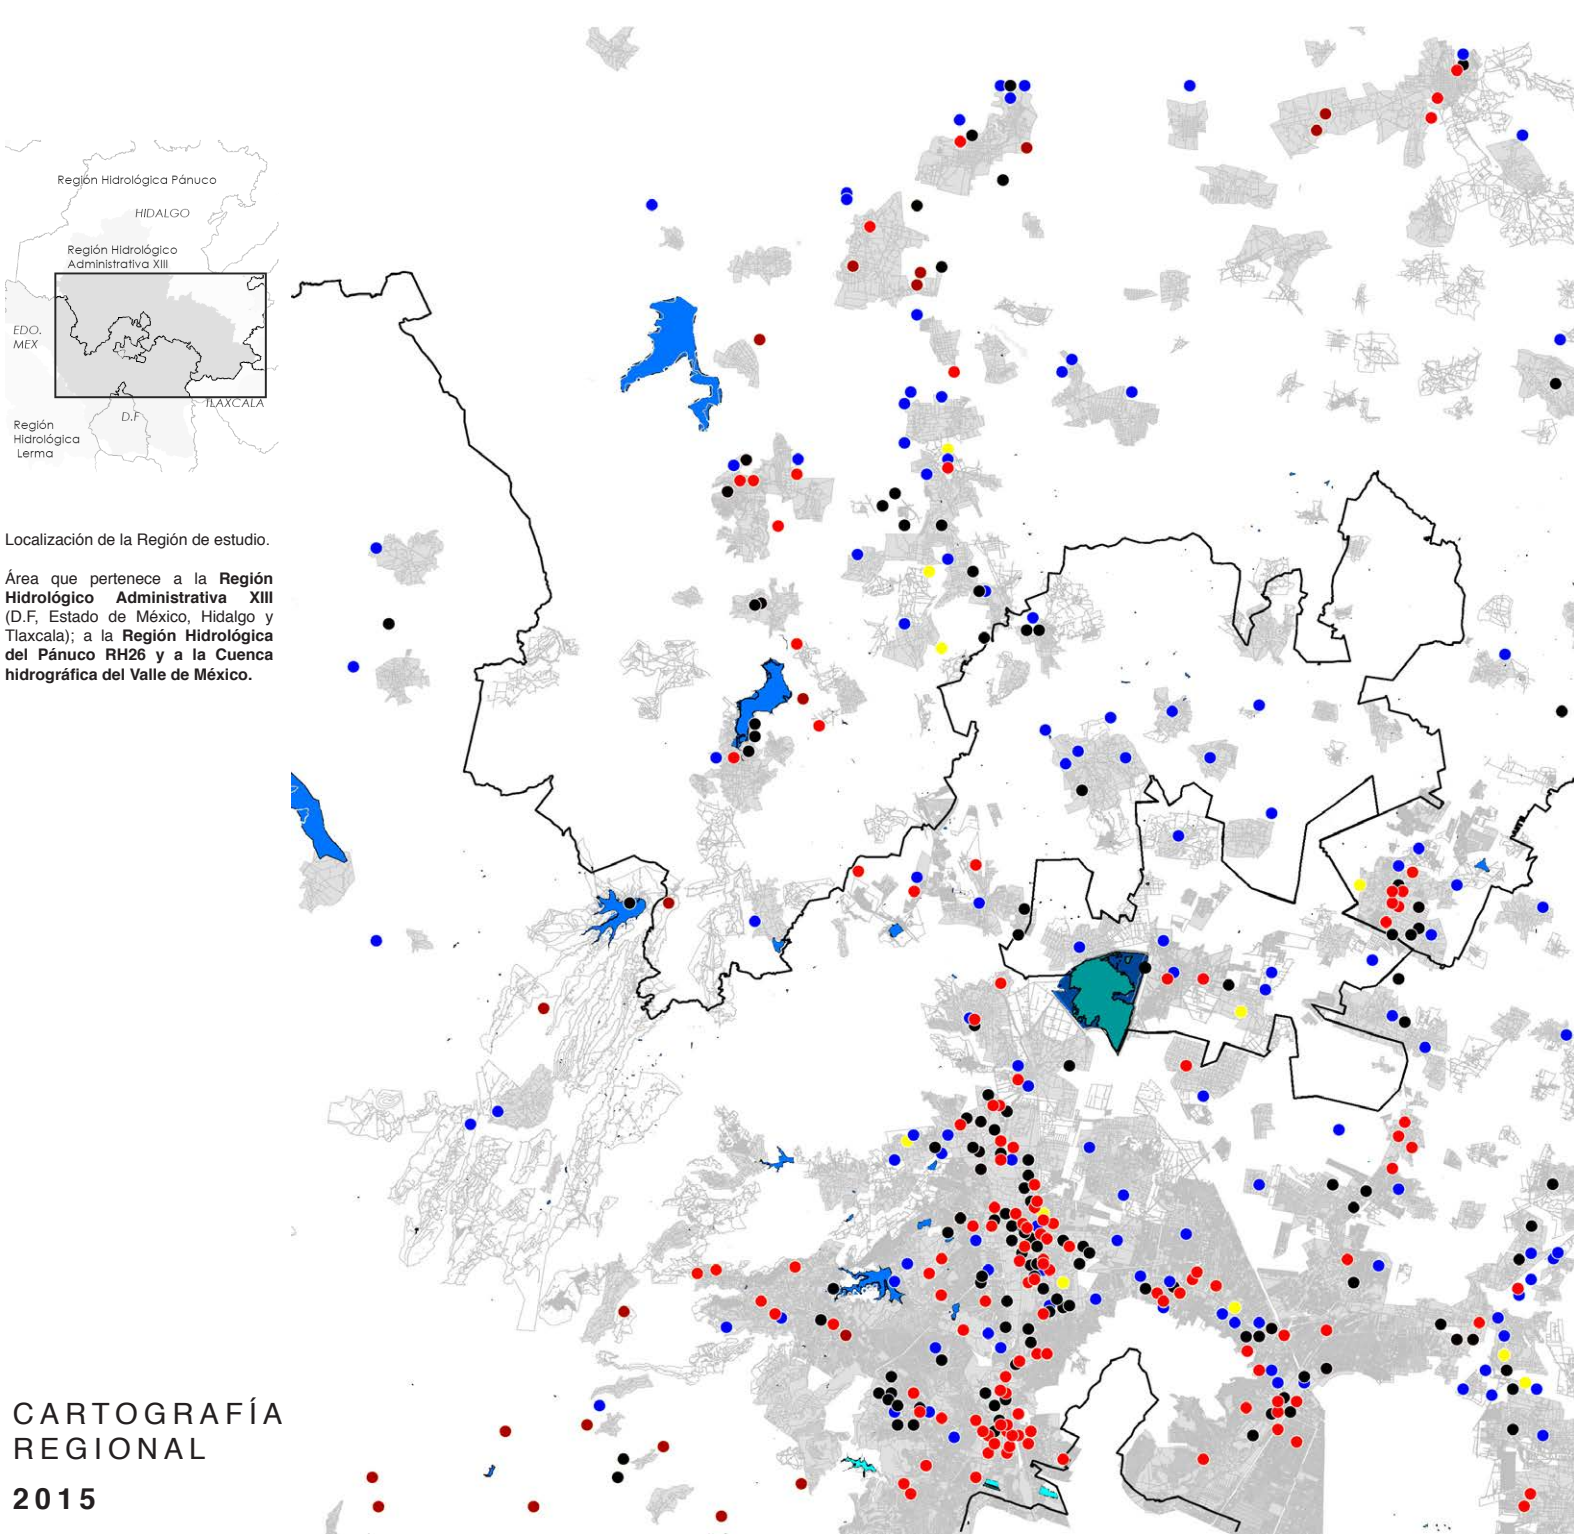 Región Hidrológica Pánuco
HIDALGO
Región Hidrológico
Administrativa XIII
EDO.
MEX
TLAXCALA
D.F
Región
Hidrológica
Lerma
Localización de la Región de estudio.
Área que pertenece a la Región
Hidrológico Administrativa XIII
(D.F, Estado de México, Hidalgo y
Tlaxcala); a la Región Hidrológica
del Pánuco RH26 y a la Cuenca
hidrográfica del Valle de México.
CARTOGRAFÍA
REGIONAL
2015